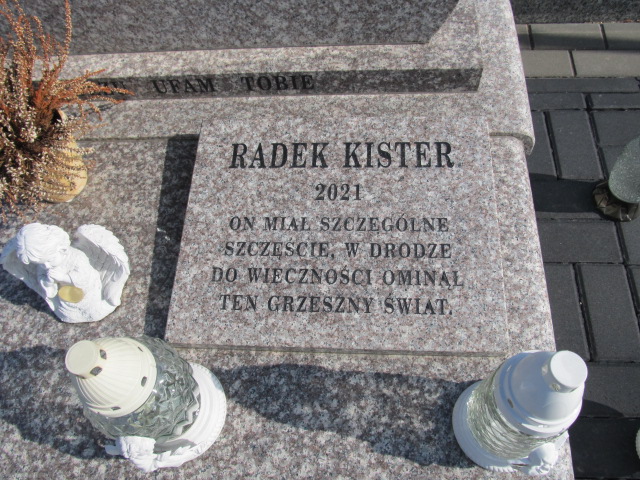 UFAM TOBIE
RADEK KISTER
2021
ON MIAŁ SZCZEGÓLNE
SZCZĘŚCIE, W DRODZE
DO WIECZNOŚCI OMINĄŁ
TEN GRZESZNY ŚWIAT.